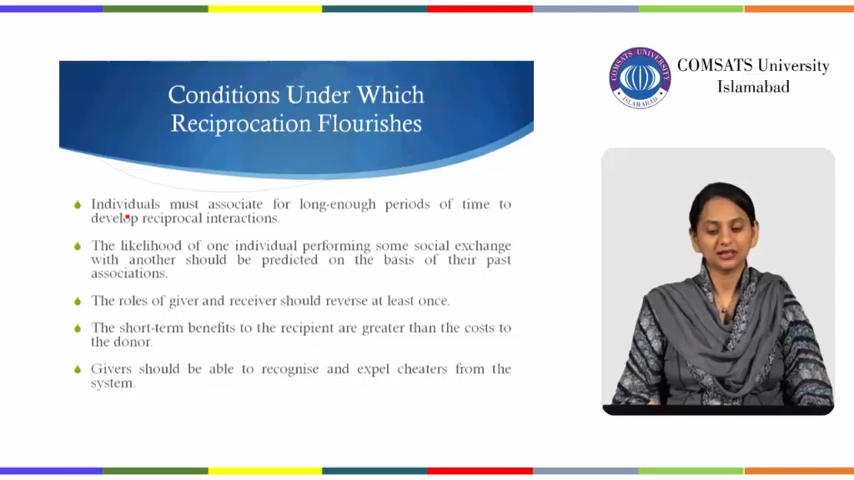 Conditions Under Which
Reciprocation Flourishes
COMSATS University
Islamabad
COMSATS UNIVERSITY
ISLAMABAD
Individuals must associate for long-enough periods of time to
develop reciprocal interactions.
The likelihood of one individual performing some social exchange
with another should be predicted on the basis of their past
associations.
The roles of giver and receiver should reverse at least once.
The short-term benefits to the recipient are greater than the costs to
the donor.
Givers should be able to recognise and expel cheaters from the
system.